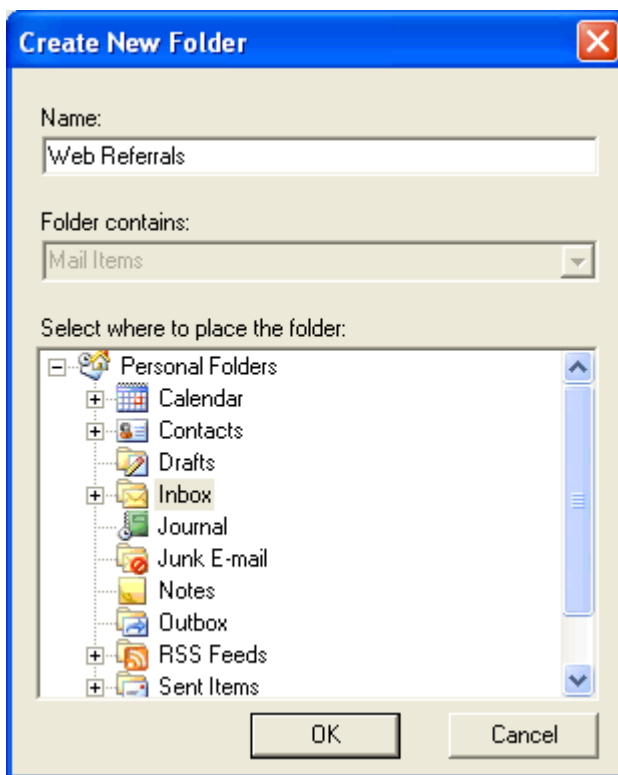 Create New Folder
Name:
Web Referrals
Folder contains:
Mail Items
Select where to place the folder:
Personal Folders
Calendar
Contacts
Drafts
Inbox
Journal
Junk E-mail
Notes
Outbox
RSS Feeds
Sent Items
OK Cancel